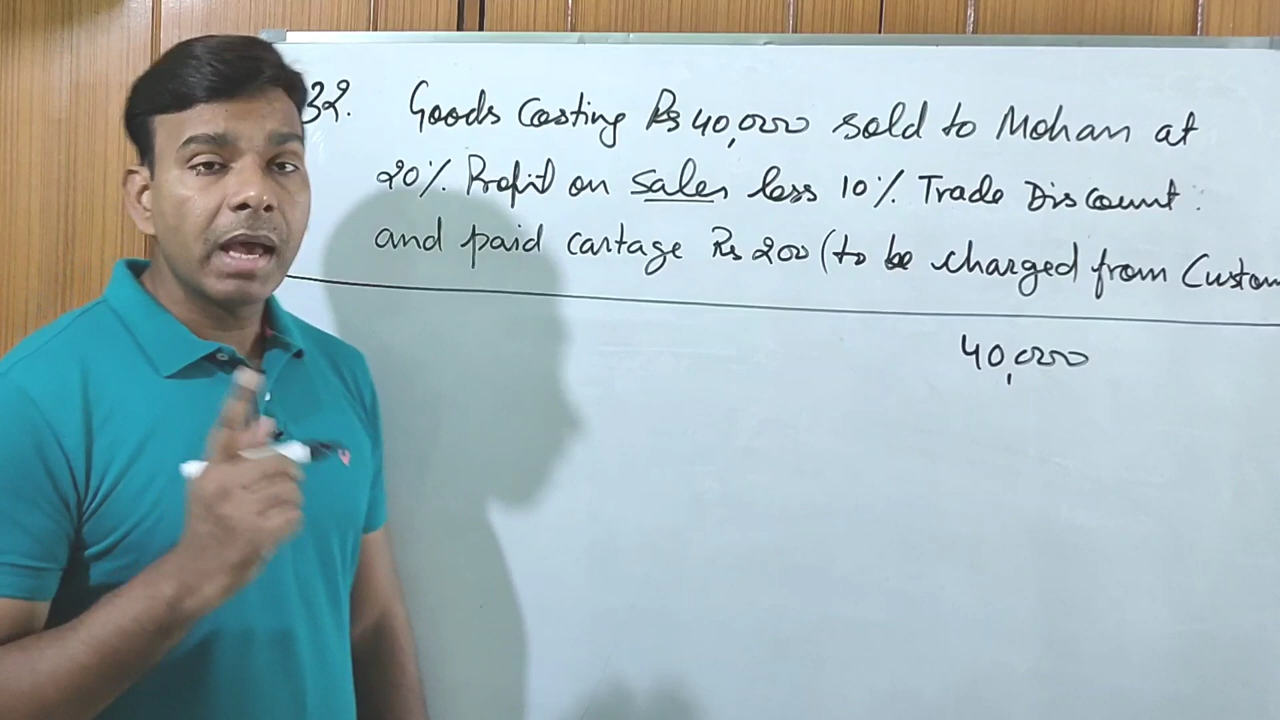 32. Goods Costing Rs 40,000 sold to Mohan at
20% Profit on Sales less 10% Trade Discount.
and paid cartage Rs 200 (to be charged from Custom
40,000